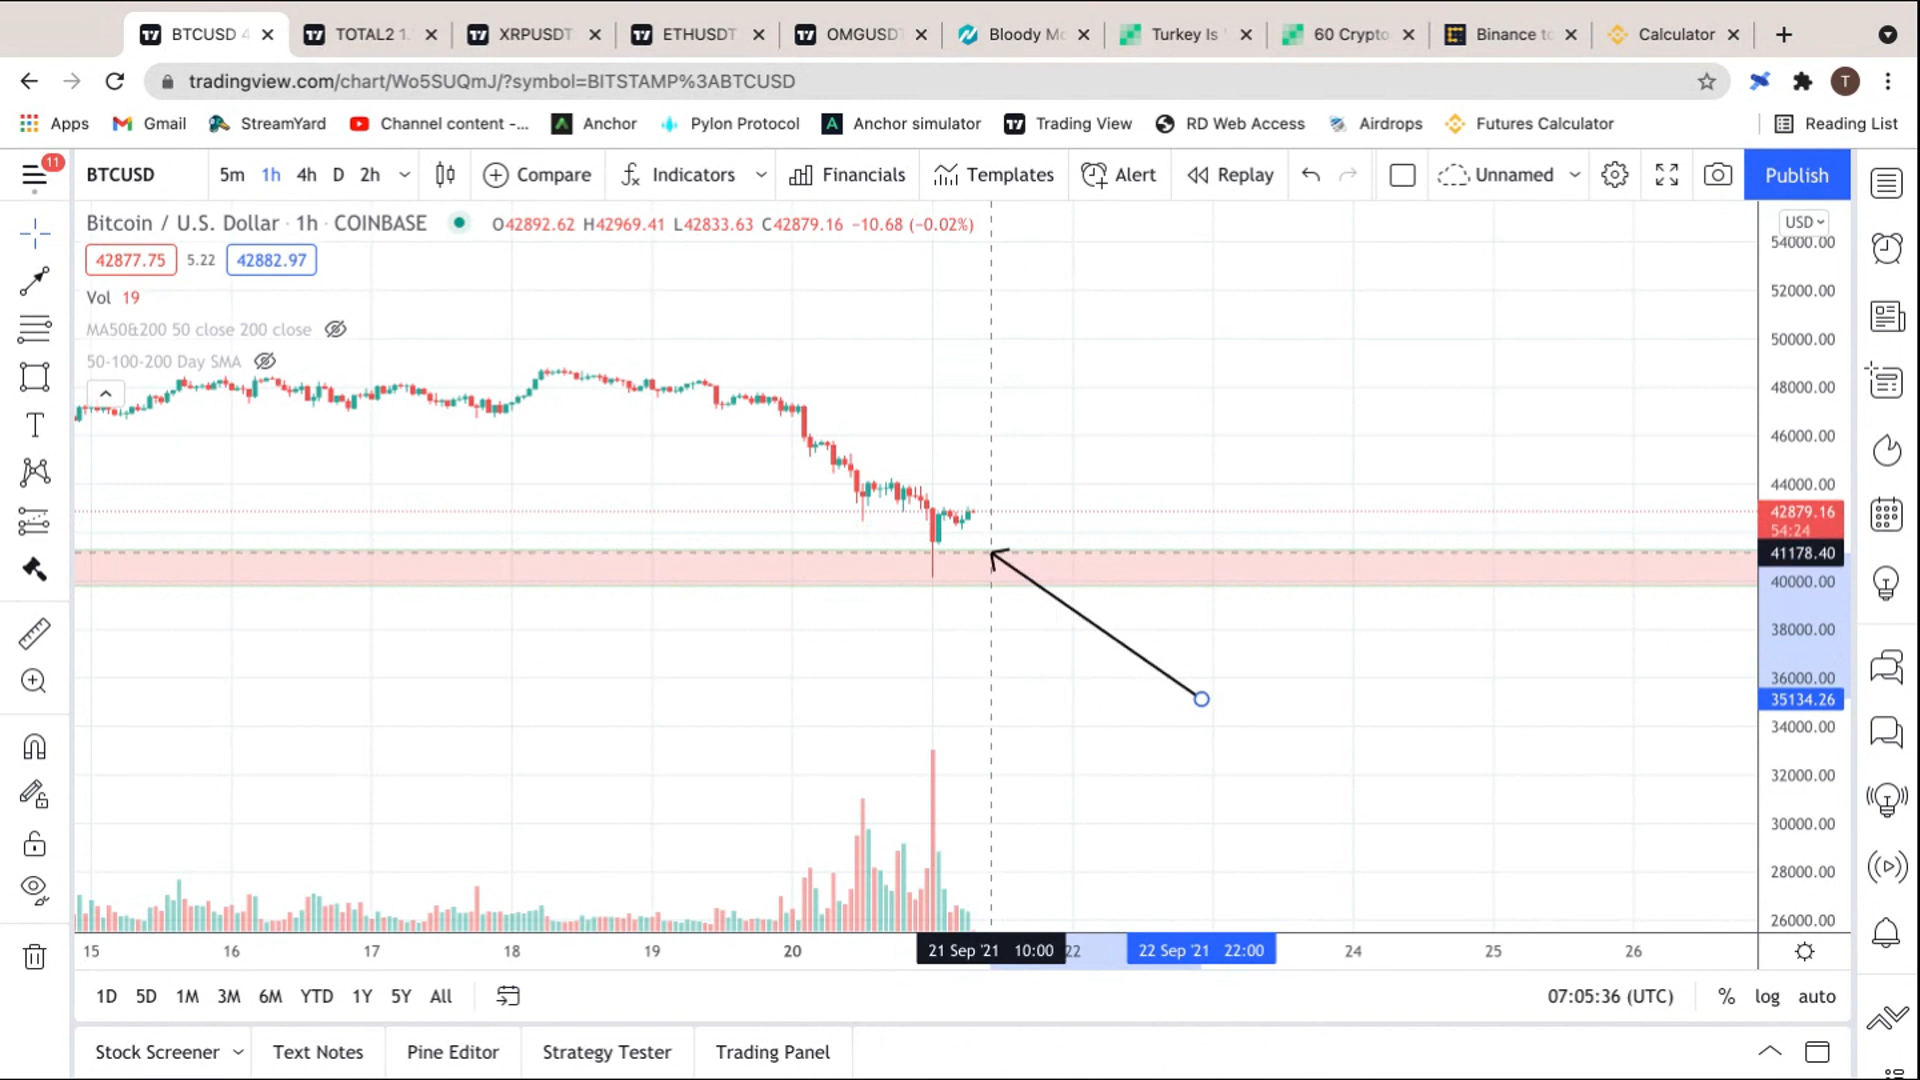 BTCUSD 4
TOTAL2 1.
XRPUSDT
ETHUSDT
OMGUSDT
Bloody Mo
Turkey Is
60 Crypto
Binance to
Calculator
tradingview.com/chart/Wo5SUQmJ/?symbol=BITSTAMP%3ABTCUSD
T
Apps
Gmail
StreamYard
Channel content -...
Anchor
Pylon Protocol
Anchor simulator
Trading View
RD Web Access
Airdrops
Futures Calculator
Reading List
11
BTCUSD
5m 1h 4h D 2h
Compare
Indicators
Financials
Templates
Alert
Replay
Unnamed
Publish
Bitcoin / U.S. Dollar · 1h · COINBASE
O42892.62 H42969.41 L42833.63 C42879.16 −10.68 (−0.02%)
USD
42877.75 5.22 42882.97
Vol 19
MA50&200 50 close 200 close
50-100-200 Day SMA
54000.00
52000.00
50000.00
48000.00
46000.00
44000.00
42879.16
54:24
41178.40
40000.00
38000.00
36000.00
35134.26
34000.00
32000.00
30000.00
28000.00
26000.00
15 16 17 18 19 20 21 Sep '21 10:00 22 22 Sep '21 22:00 24 25 26
1D 5D 1M 3M 6M YTD 1Y 5Y All
07:05:36 (UTC) % log auto
Stock Screener
Text Notes
Pine Editor
Strategy Tester
Trading Panel